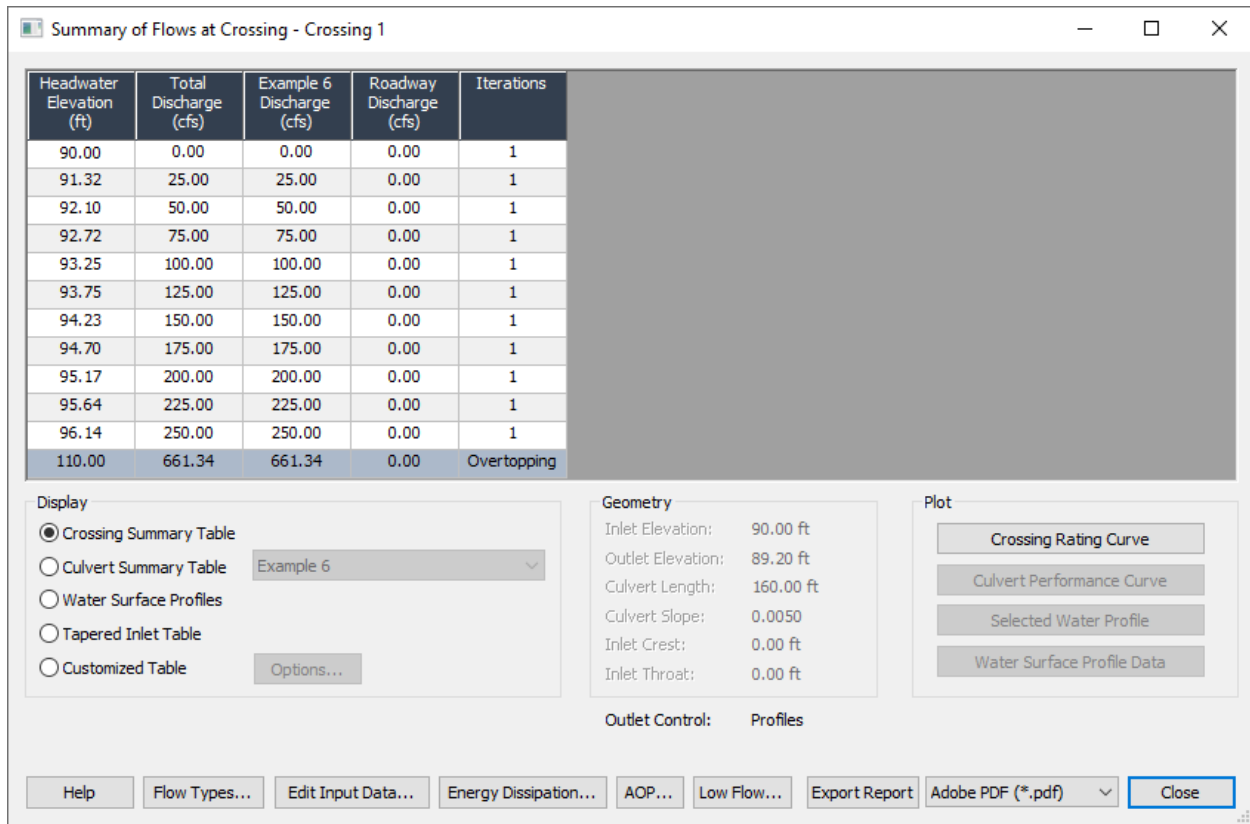 Summary of Flows at Crossing - Crossing 1
Headwater Elevation (ft) Total Discharge (cfs) Example 6 Discharge (cfs) Roadway Discharge (cfs) Iterations
90.00 0.00 0.00 0.00 1
91.32 25.00 25.00 0.00 1
92.10 50.00 50.00 0.00 1
92.72 75.00 75.00 0.00 1
93.25 100.00 100.00 0.00 1
93.75 125.00 125.00 0.00 1
94.23 150.00 150.00 0.00 1
94.70 175.00 175.00 0.00 1
95.17 200.00 200.00 0.00 1
95.64 225.00 225.00 0.00 1
96.14 250.00 250.00 0.00 1
110.00 661.34 661.34 0.00 Overtopping
Display
Crossing Summary Table
Culvert Summary Table Example 6
Water Surface Profiles
Tapered Inlet Table
Customized Table Options...
Geometry
Inlet Elevation: 90.00 ft
Outlet Elevation: 89.20 ft
Culvert Length: 160.00 ft
Culvert Slope: 0.0050
Inlet Crest: 0.00 ft
Inlet Throat: 0.00 ft
Outlet Control: Profiles
Plot
Crossing Rating Curve
Culvert Performance Curve
Selected Water Profile
Water Surface Profile Data
Help Flow Types... Edit Input Data... Energy Dissipation... AOP... Low Flow... Export Report Adobe PDF (*.pdf) Close